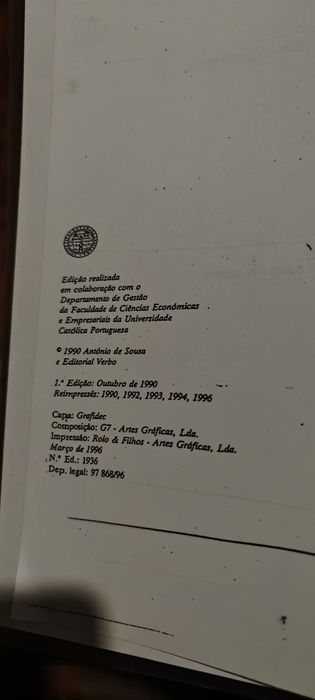 Edição realizada
em colaboração com o
Departamento de Gestão
da Faculdade de Ciências Económicas
e Empresariais da Universidade
Católica Portuguesa
© 1990 António de Sousa
e Editorial Verbo
1.ª Edição: Outubro de 1990
Reimpressés: 1990, 1992, 1993, 1994, 1996
Capa: Grafidec
Composição: G7 - Artes Gráficas, Lda.
Impressão: Rolo & Filhos - Artes Gráficas, Lda.
Março de 1996
N.º Ed.: 1936
Dep. legal: 97 868/96